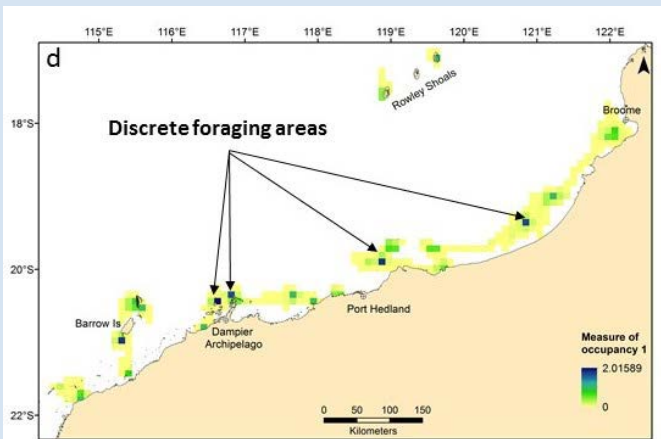 115°E 116°E 117°E 118°E 119°E 120°E 121°E 122°E
d
Rowley Shoals
Broome
18°S
Discrete foraging areas
20°S
Port Hedland
Barrow Is
Dampier
Archipelago
Measure of
occupancy 1
2.01589
0
22°S
0 50 100 150
Kilometers